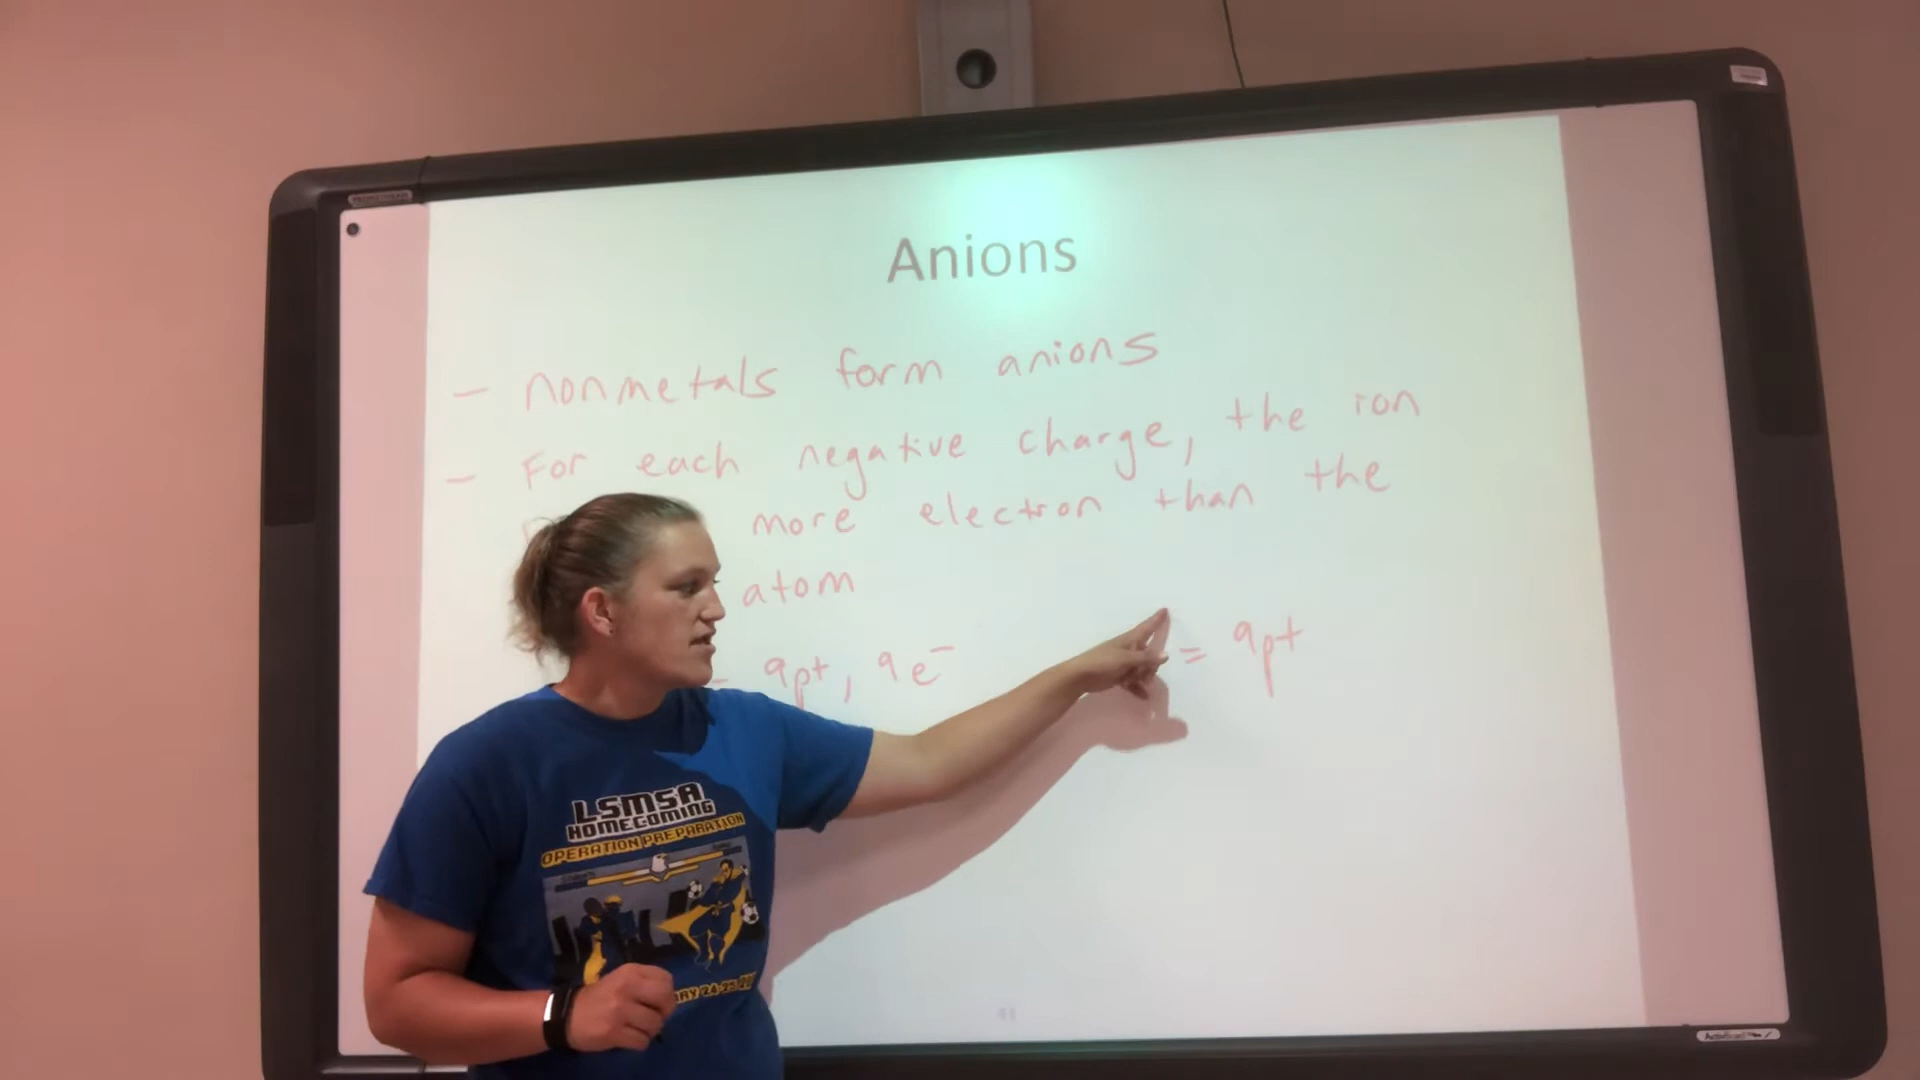 Anions
- nonmetals form anions
- For each negative charge, the ion
more electron than the
atom
- 9p+, 9e-
= 9p+
LSMSA
HOMECOMING
OPERATION PREPARATION